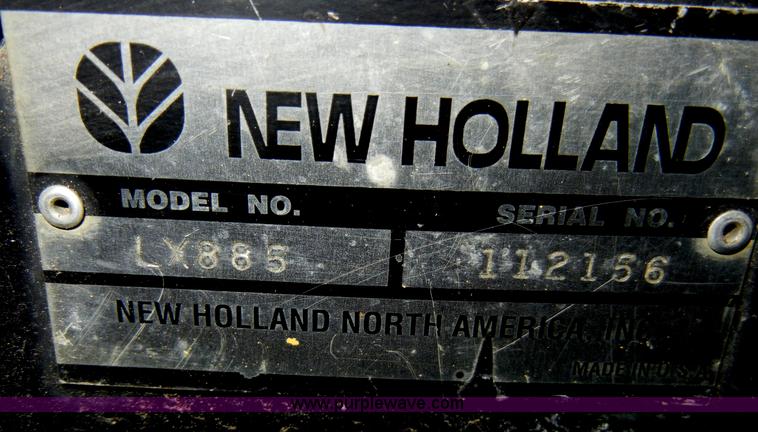 NEW HOLLAND
MODEL NO. SERIAL NO.
LX885 112156
NEW HOLLAND NORTH AMERICA, INC.
MADE IN U.S.A.
www.purplewave.com